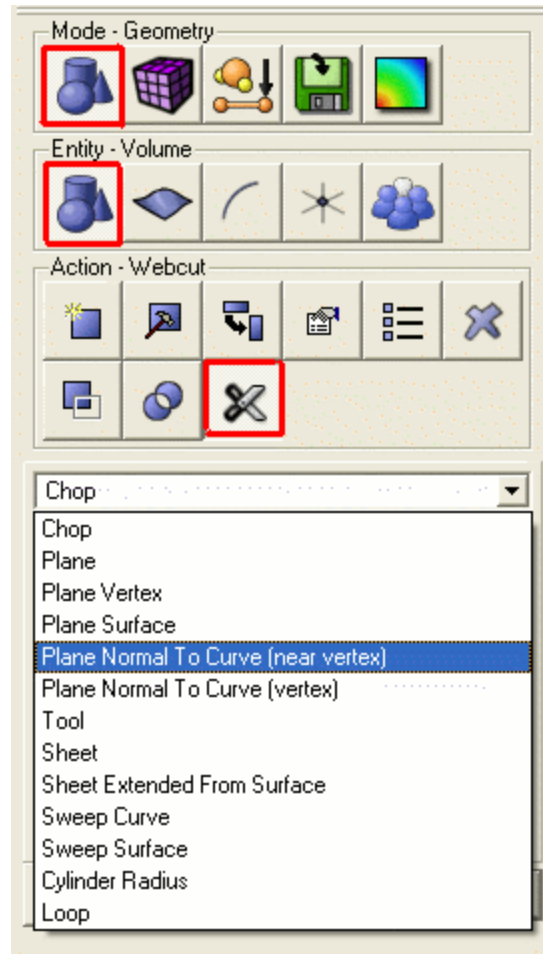 Mode - Geometry
Entity - Volume
Action - Webcut
Chop
Chop
Plane
Plane Vertex
Plane Surface
Plane Normal To Curve (near vertex)
Plane Normal To Curve (vertex)
Tool
Sheet
Sheet Extended From Surface
Sweep Curve
Sweep Surface
Cylinder Radius
Loop